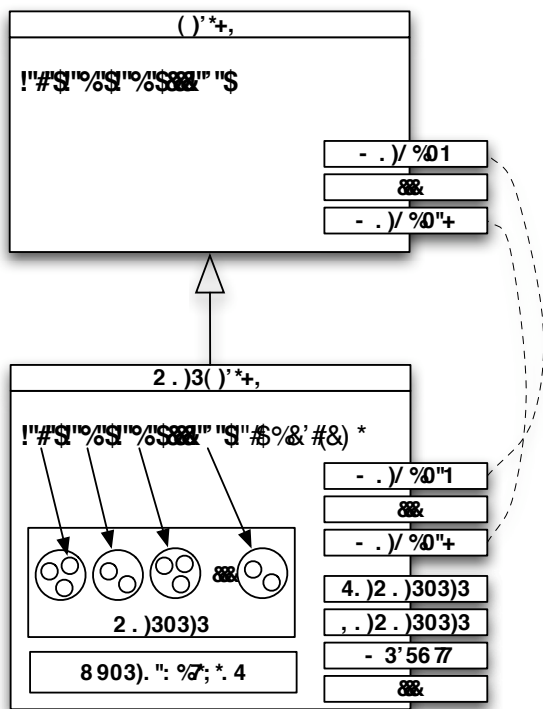 ( )’ *+,
!"#"$!"%"$!"%"$&&&!"’ "$
- . )/ %01
&&&
- . )/ %0"+
2 . )3( )’ *+,
!"#"$!"%"$!"%"$&&&!"’ "$!"#$%&’ #(&) *
- . )/ %0"1
&&&
- . )/ %0"+
&&&
2 . )303)3
4. )2 . )303)3
, . )2 . )303)3
- 3’ 56 77
8 903). ": %7*; *. 4
&&&